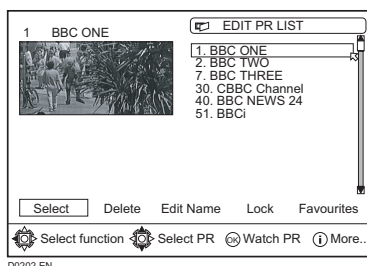 1 BBC ONE
EDIT PR LIST
1. BBC ONE
2. BBC TWO
7. BBC THREE
30. CBBC Channel
40. BBC NEWS 24
51. BBCi
Select Delete Edit Name Lock Favourites
Select function Select PR OK Watch PR i More..
D0202 EN